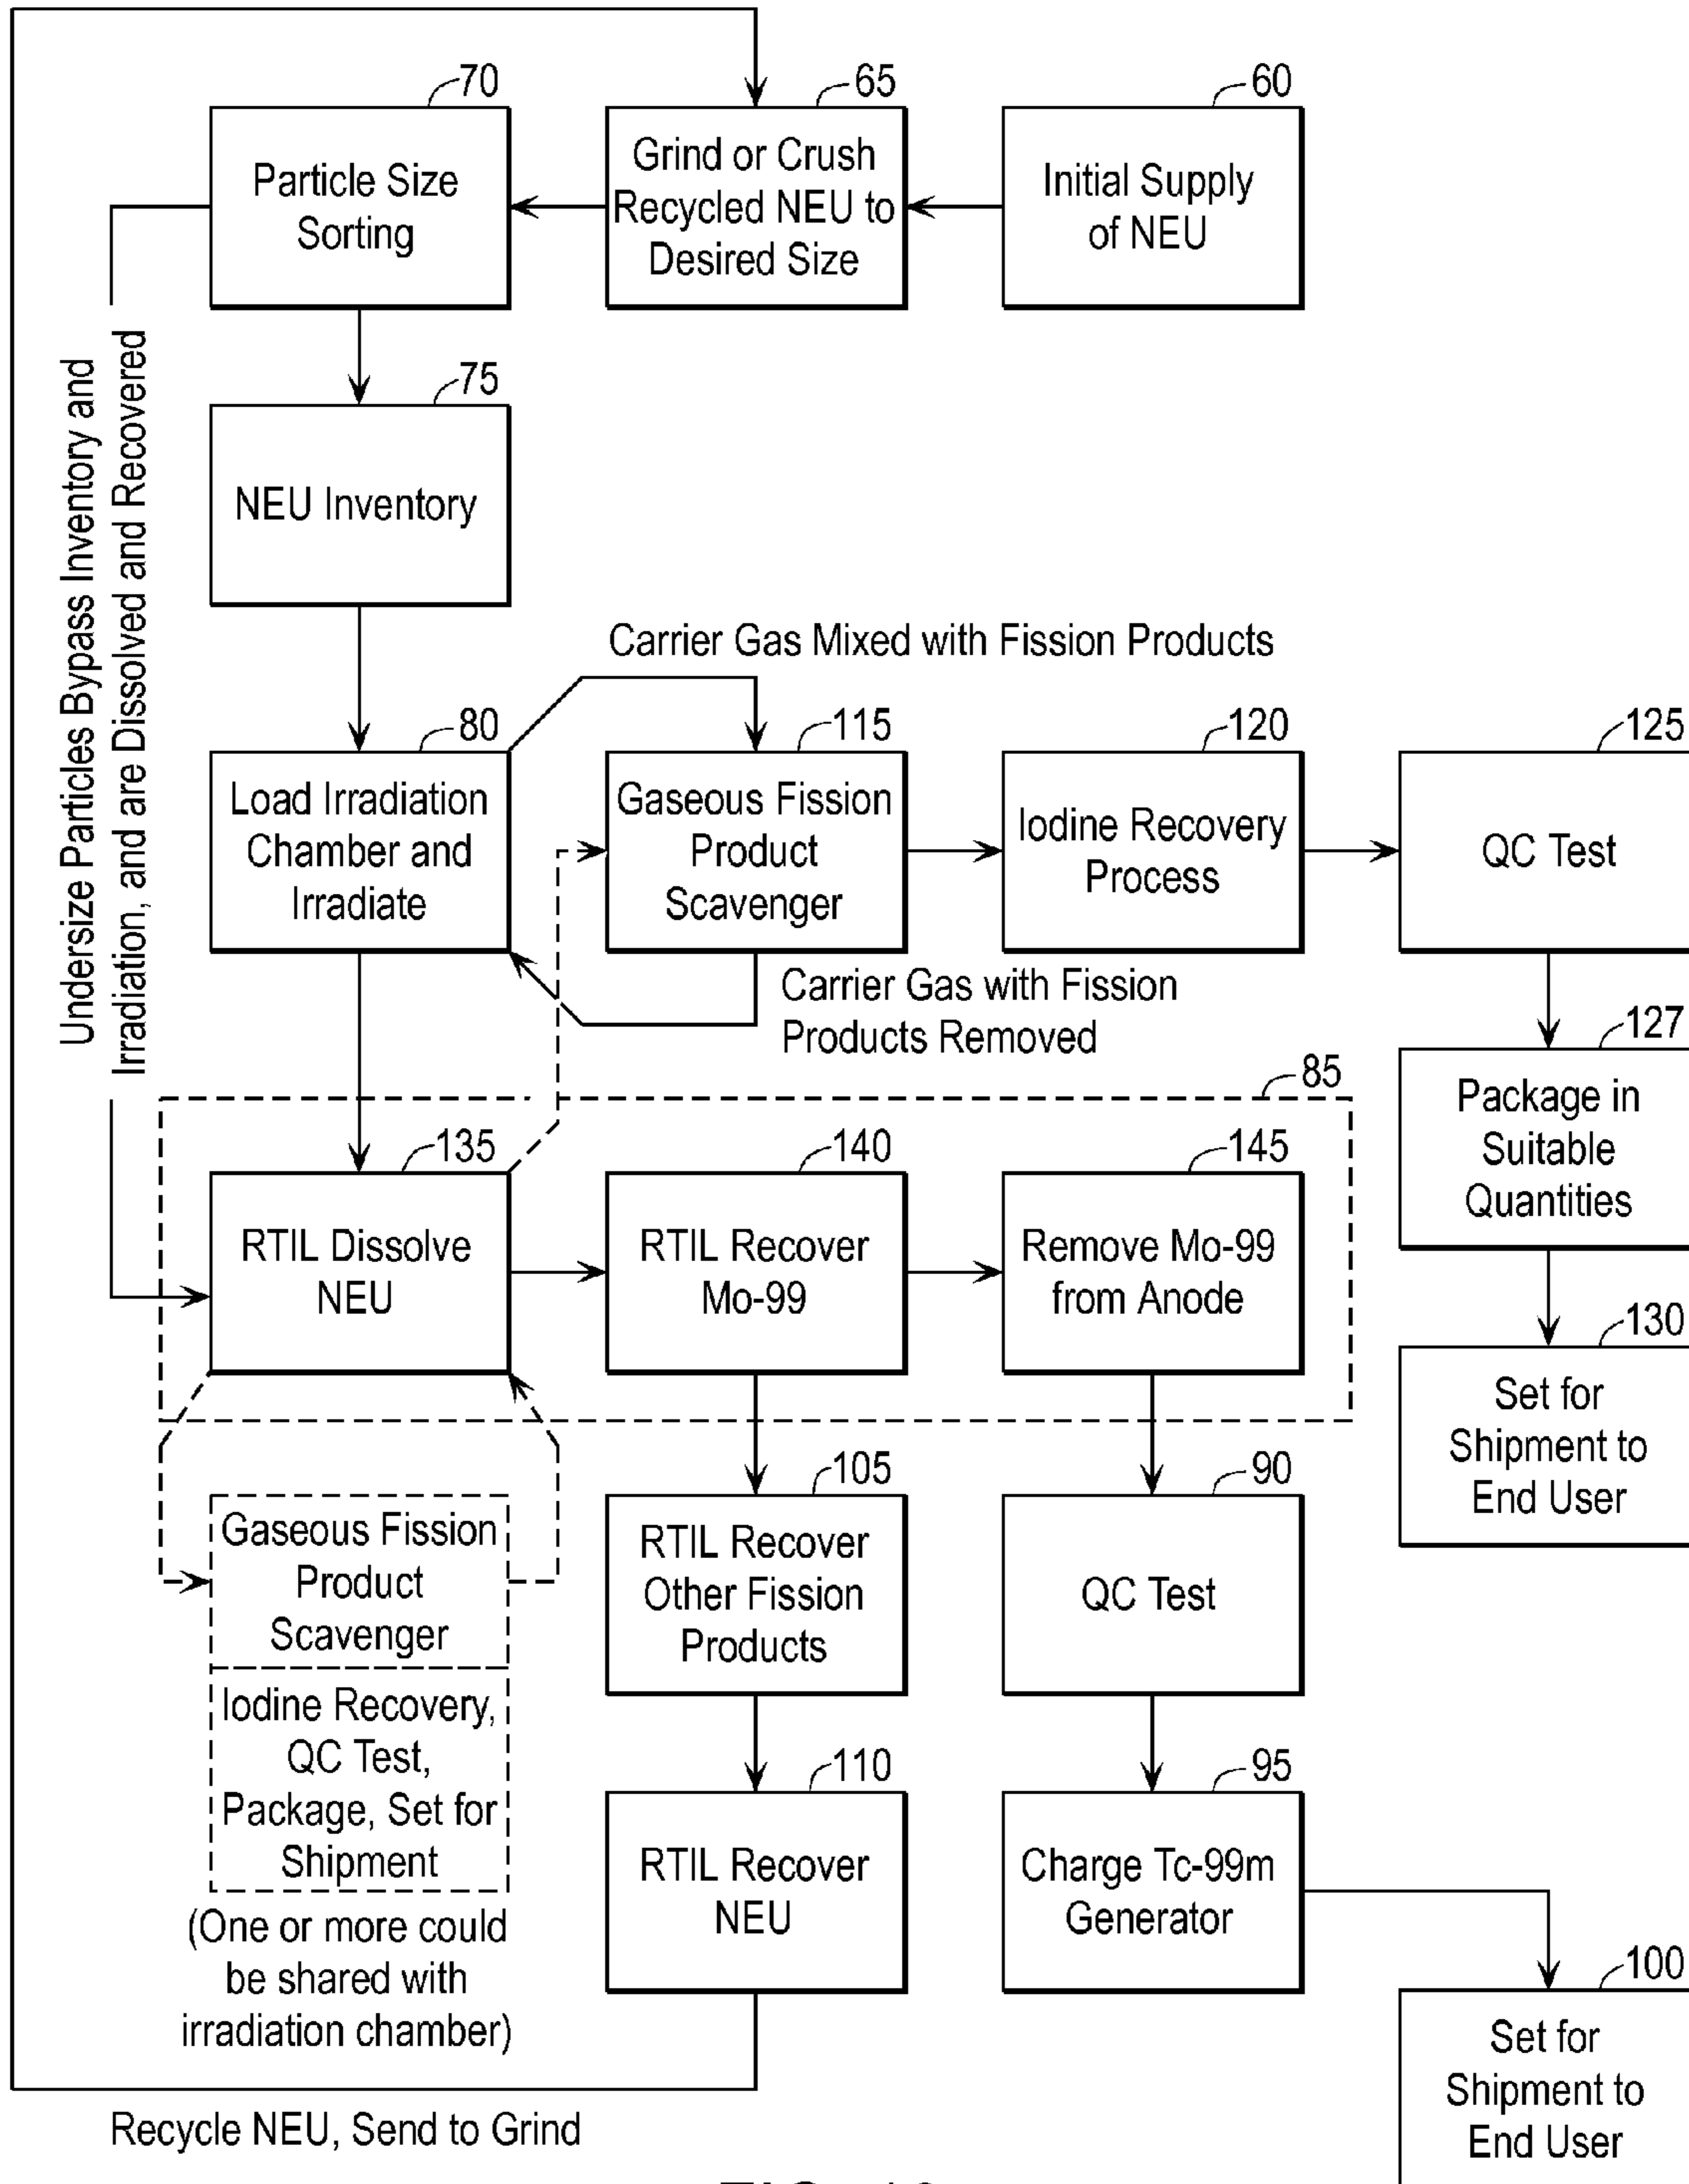 70
65
60
Particle Size
Sorting
Grind or Crush
Recycled NEU to
Desired Size
Initial Supply
of NEU
Undersize Particles Bypass Inventory and
Irradiation, and are Dissolved and Recovered
75
NEU Inventory
Carrier Gas Mixed with Fission Products
80
115
120
125
Load Irradiation
Chamber and
Irradiate
Gaseous Fission
Product
Scavenger
Iodine Recovery
Process
QC Test
Carrier Gas with Fission
Products Removed
127
Package in
Suitable
Quantities
85
135
140
145
RTIL Dissolve
NEU
RTIL Recover
Mo-99
Remove Mo-99
from Anode
130
Set for
Shipment to
End User
105
90
Gaseous Fission
Product
Scavenger
RTIL Recover
Other Fission
Products
QC Test
Iodine Recovery,
QC Test,
Package, Set for
Shipment
(One or more could
be shared with
irradiation chamber)
110
95
RTIL Recover
NEU
Charge Tc-99m
Generator
100
Set for
Shipment to
End User
Recycle NEU, Send to Grind